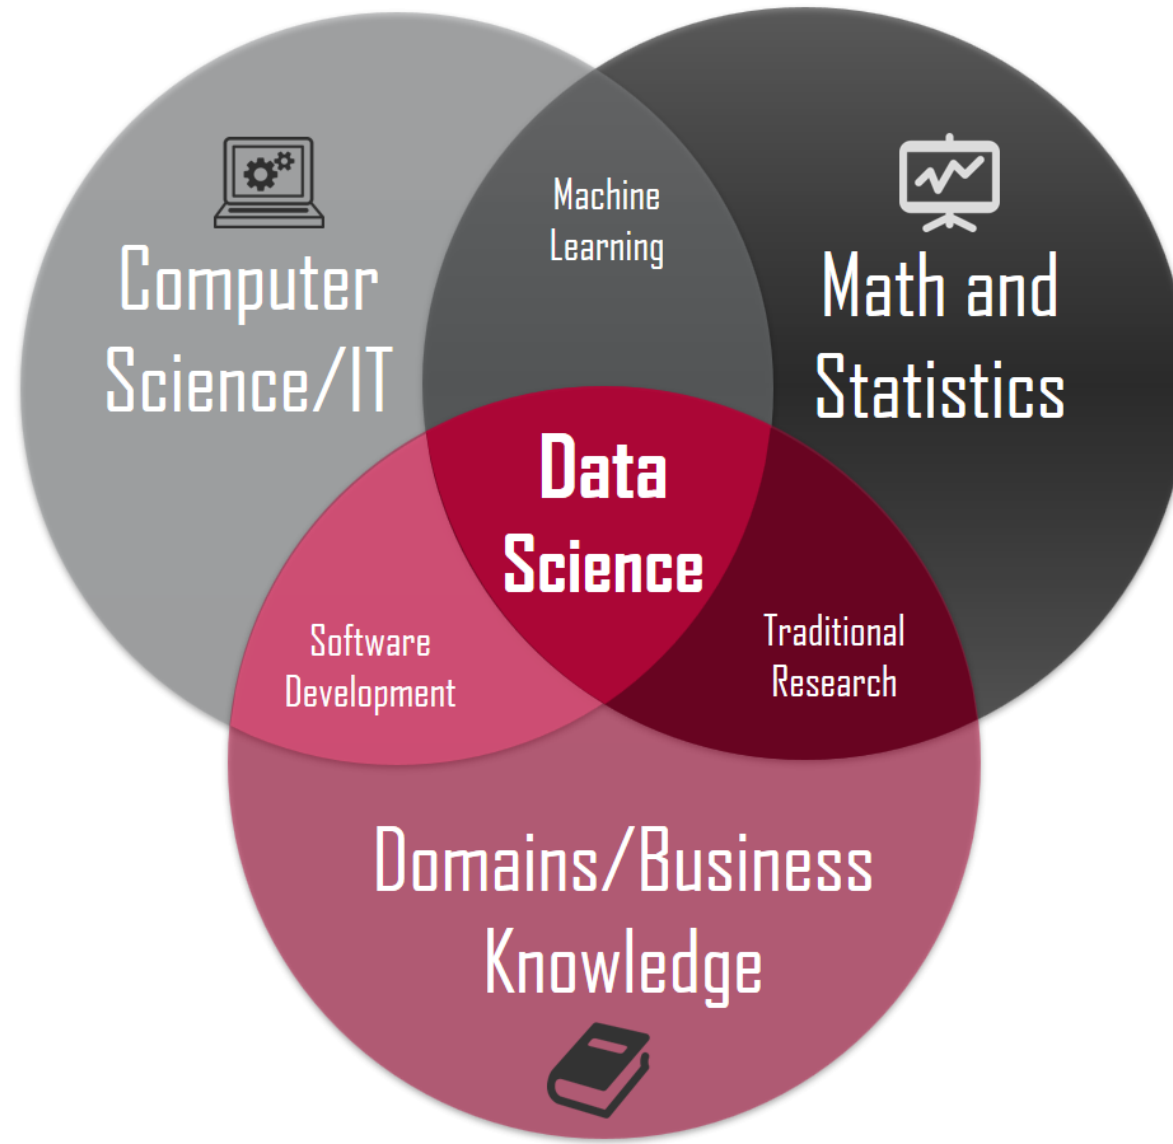 Machine
Learning
Computer
Science/IT
Math and
Statistics
Data
Science
Software
Development
Traditional
Research
Domains/Business
Knowledge